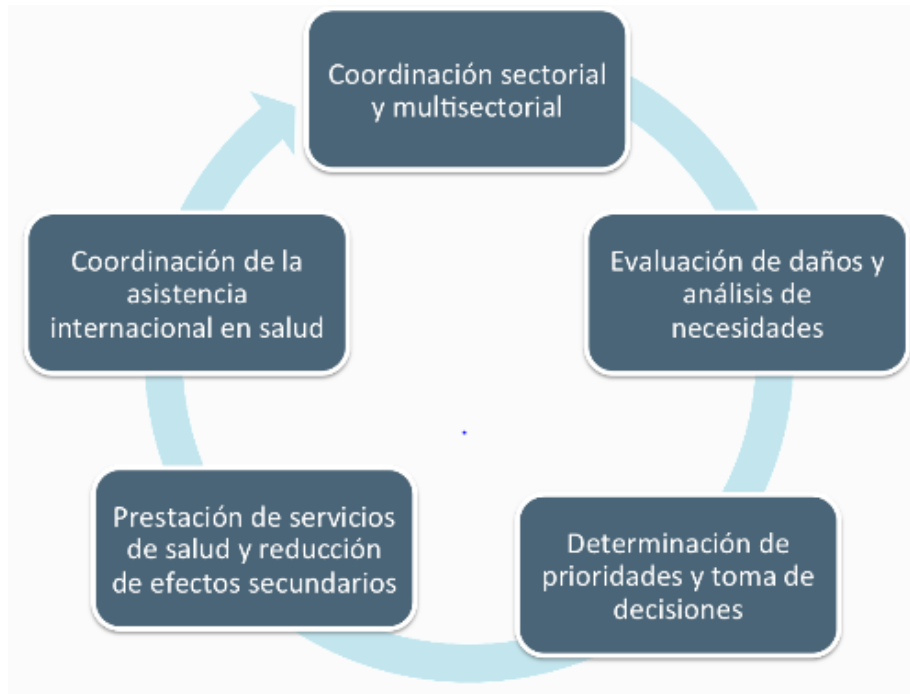 Coordinación sectorial
y multisectorial
Evaluación de daños y
análisis de
necesidades
Determinación de
prioridades y toma de
decisiones
Prestación de servicios
de salud y reducción
de efectos secundarios
Coordinación de la
asistencia
internacional en salud